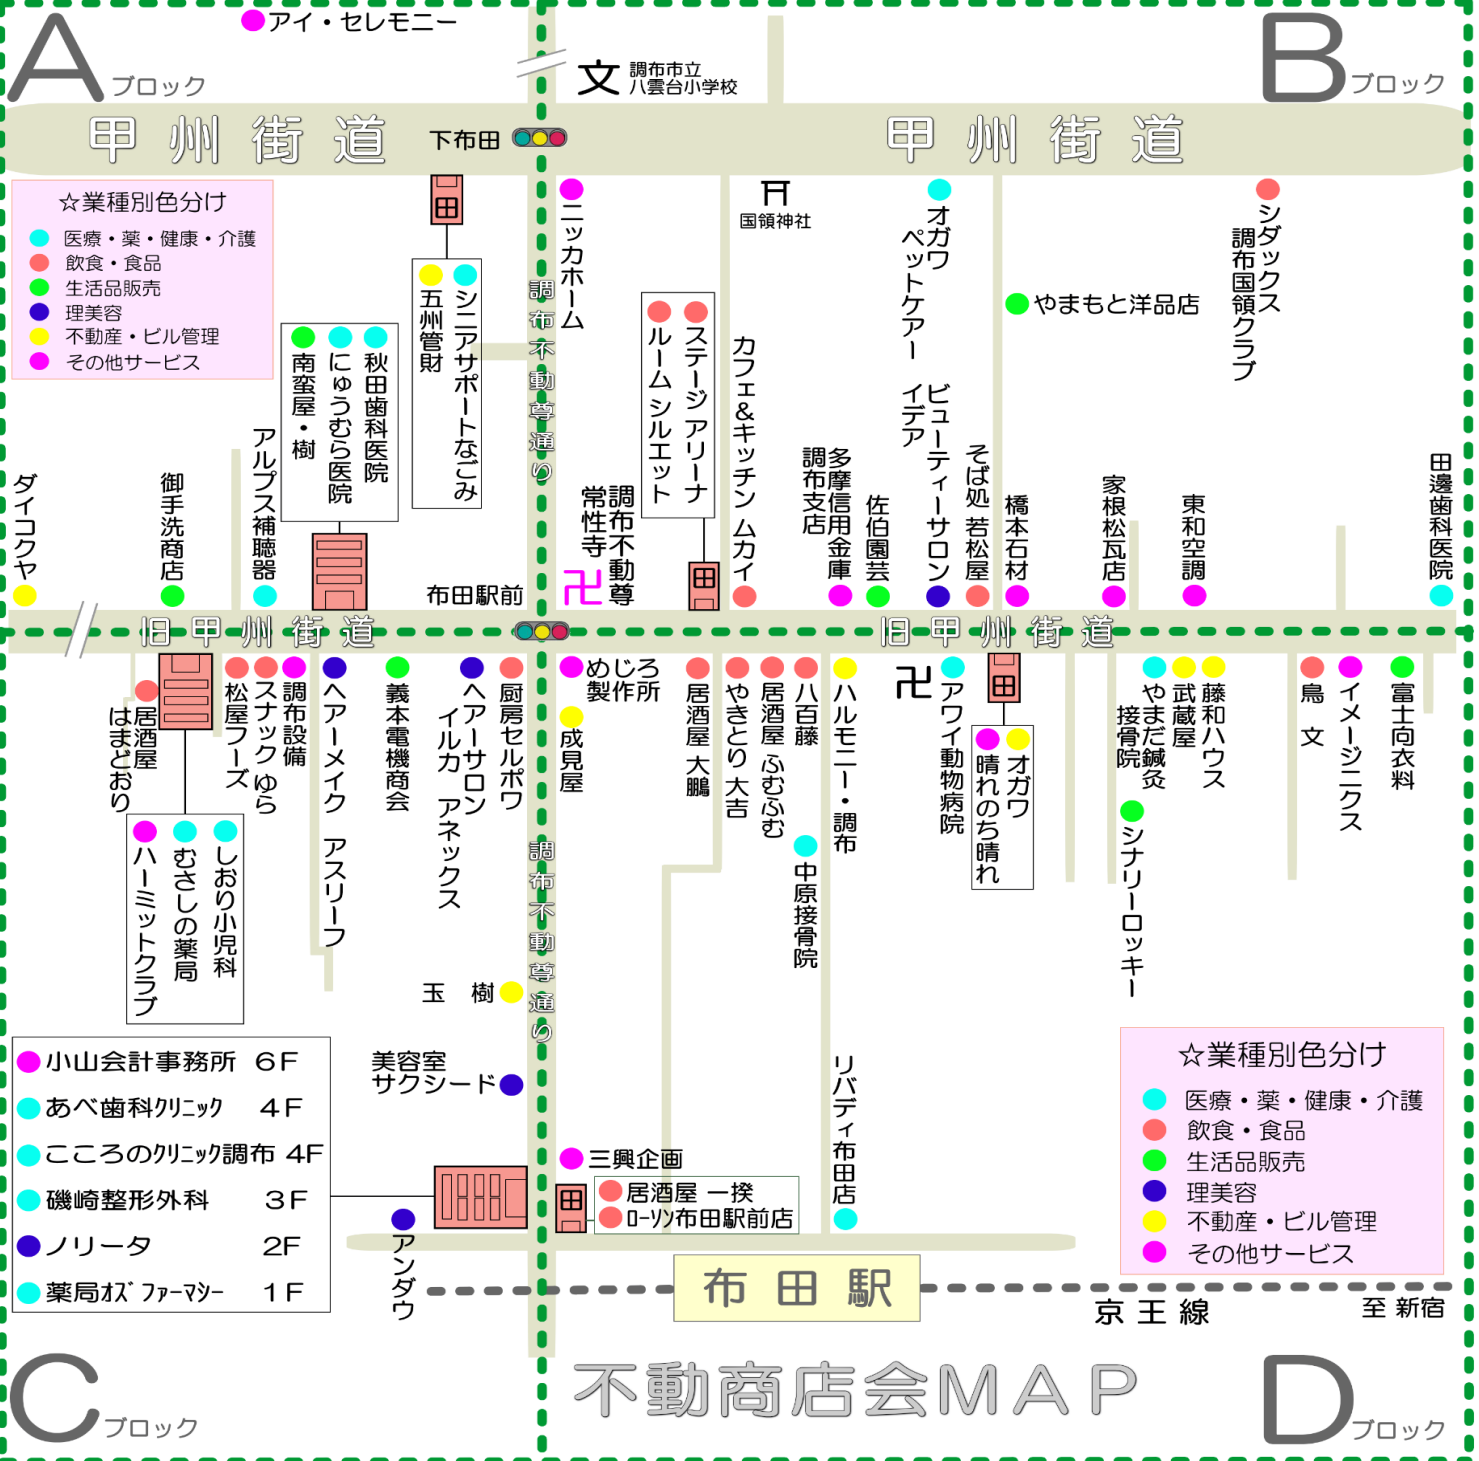 A ブロック
アイ・セレモニー
文
調布市立
八雲台小学校
B ブロック
甲州街道
下布田
甲州街道
☆業種別色分け
医療・薬・健康・介護
飲食・食品
生活品販売
理美容
不動産・ビル管理
その他サービス
田
五州管財
シニアサポートなごみ
南蛮屋・樹
にゅうむら医院
秋田歯科医院
ダイコクヤ
御手洗商店
アルプス補聴器
布田駅前
調布不動尊通り
ニッカホーム
国領神社
ルーム シルエット
ステージ アリーナ
田
調布不動尊
常性寺
卍
カフェ&キッチン ムカイ
多摩信用金庫
調布支店
佐伯園芸
オガワ
ペットケアー
ビューティーサロン
イデア
そば処 若松屋
やまもと洋品店
橋本石材
家根松瓦店
東和空調
シダックス
調布国領クラブ
田邊歯科医院
旧甲州街道
旧甲州街道
居酒屋
はまどおり
松屋フーズ
スナック ゆら
調布設備
ヘアーメイク アスリーフ
義本電機商会
ヘアーサロン
イルカ アネックス
厨房セルポワ
ハーミットクラブ
むさしの薬局
しおり小児科
玉 樹
美容室
サクシード
小山会計事務所 6F
あべ歯科クリニック 4F
こころのクリニック調布 4F
磯崎整形外科 3F
ノリータ 2F
薬局オズ ファーマシー 1F
アンダウ
調布不動尊通り
めじろ
製作所
成見屋
居酒屋 大鵬
やきとり 大吉
居酒屋 ふむふむ
八百藤
中原接骨院
ハルモニー・調布
卍
アワイ動物病院
田
晴れのち晴れ
オガワ
やまだ鍼灸
接骨院
武蔵屋
藤和ハウス
シナリーロッキー
鳥 文
イメージニクス
富士向衣料
リバディ布田店
三興企画
田
居酒屋 一揆
ローソン布田駅前店
☆業種別色分け
医療・薬・健康・介護
飲食・食品
生活品販売
理美容
不動産・ビル管理
その他サービス
布田駅
京王線
至 新宿
不動商店会MAP
C ブロック
D ブロック